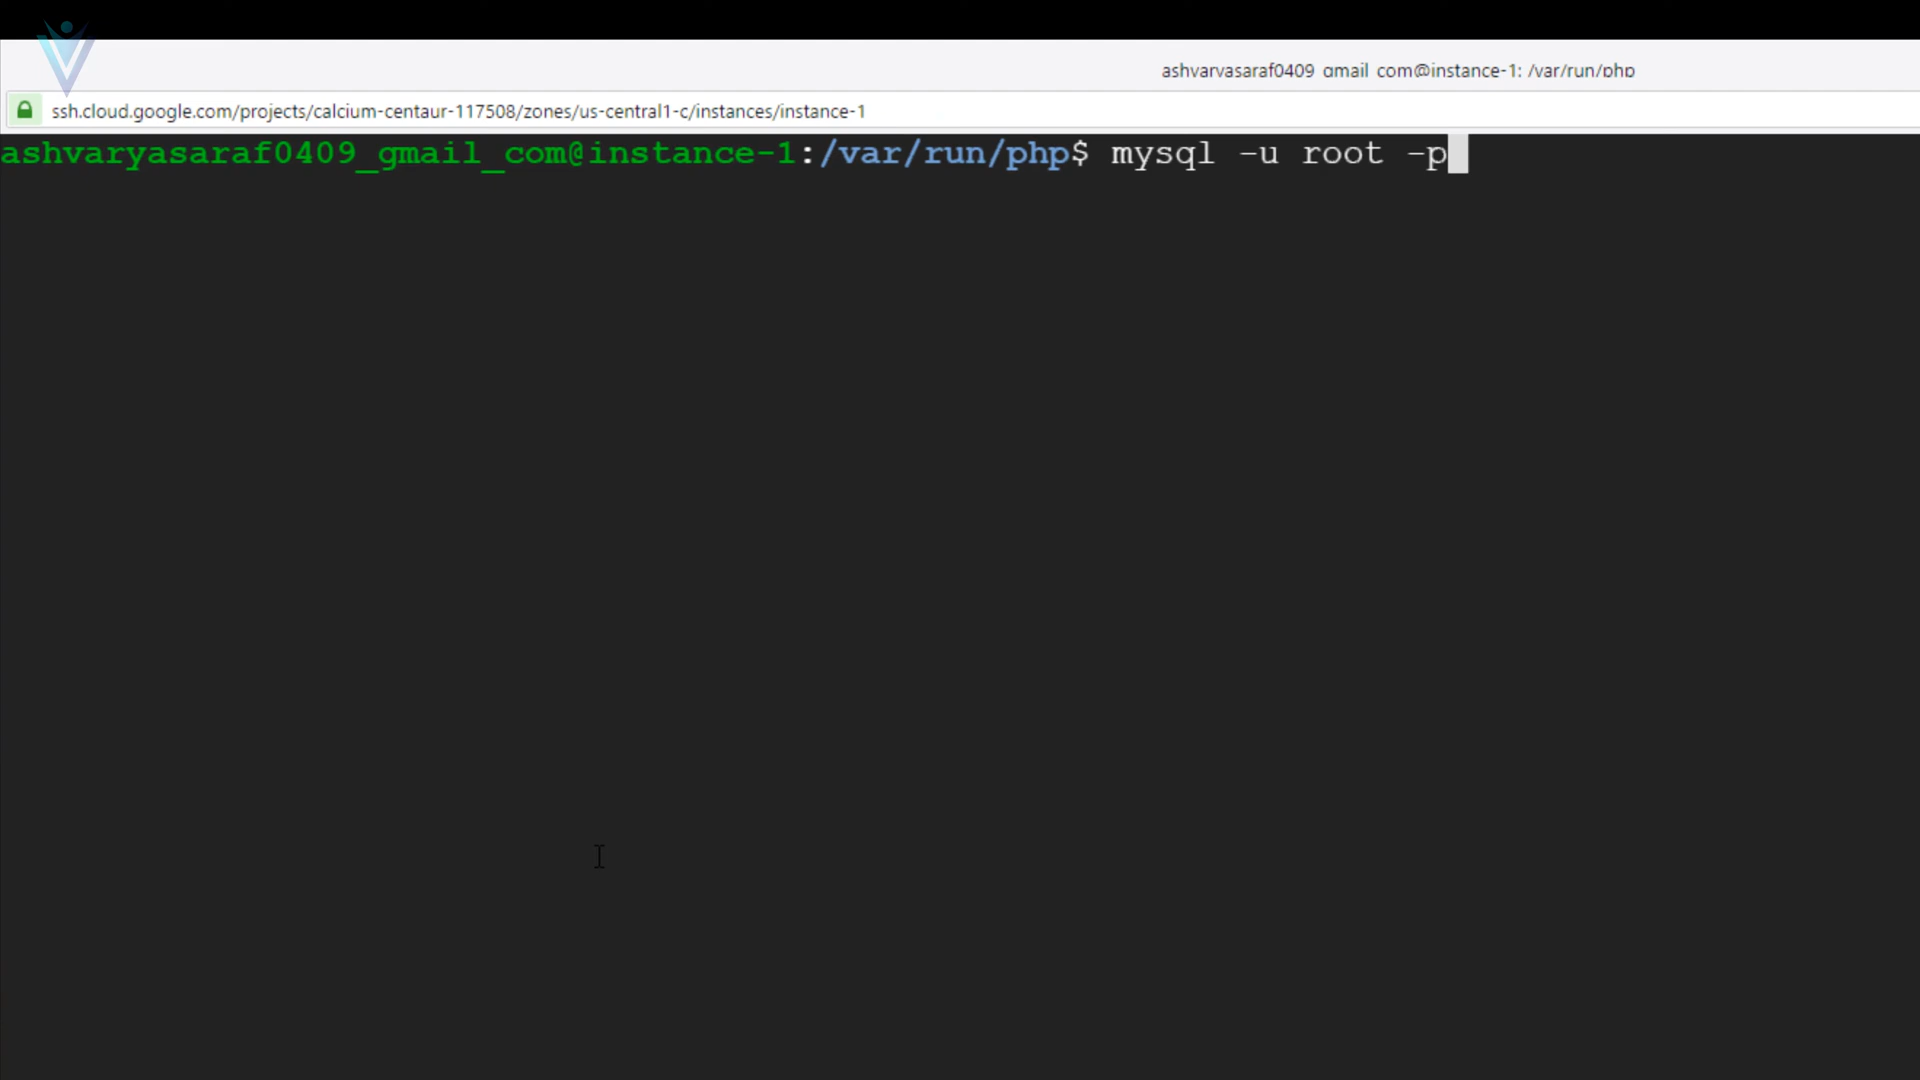 ashvaryasaraf0409_gmail_com@instance-1: /var/run/php
ssh.cloud.google.com/projects/calcium-centaur-117508/zones/us-central1-c/instances/instance-1
ashvaryasaraf0409_gmail_com@instance-1:/var/run/php$ mysql -u root -p